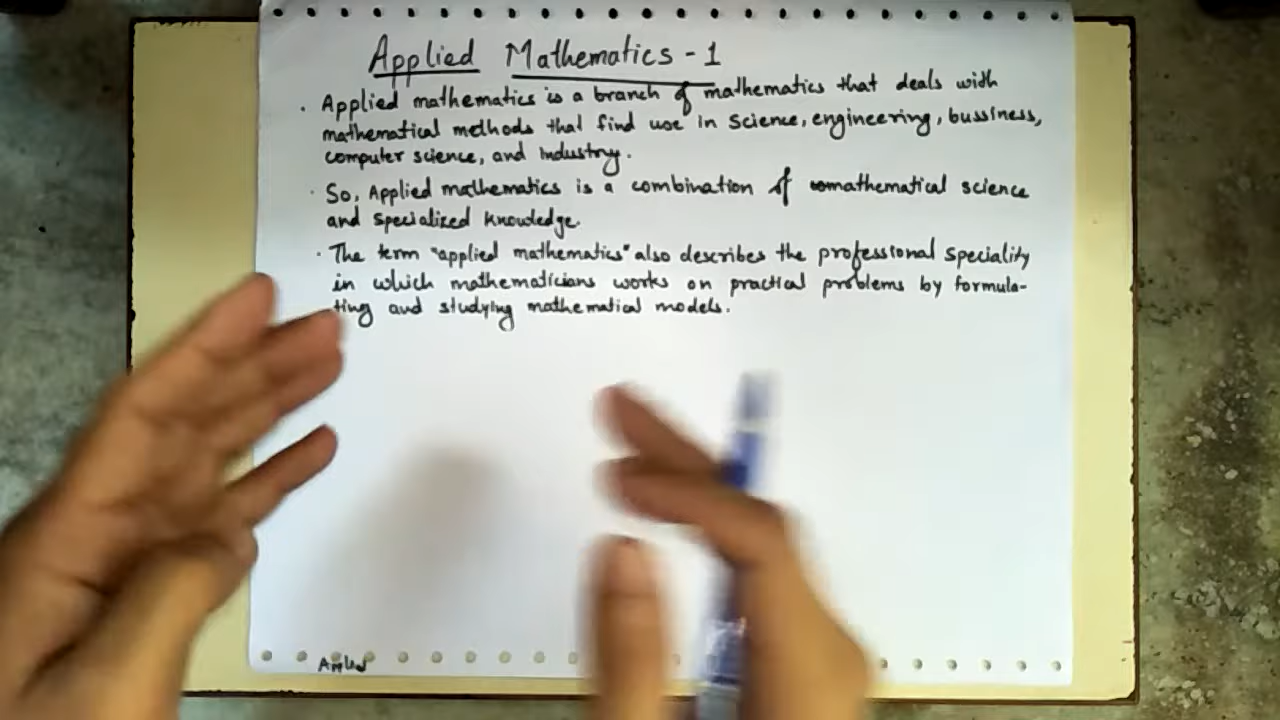 Applied Mathematics - 1
. Applied mathematics is a branch of mathematics that deals with
mathematical methods that find use in Science, engineering, bussiness,
computer science, and industry.
. So, Applied mathematics is a combination of mathematical science
and specialized knowledge.
. The term "applied mathematics" also describes the professional speciality
in which mathematicians works on practical problems by formula-
ting and studying mathematical models.
Applied